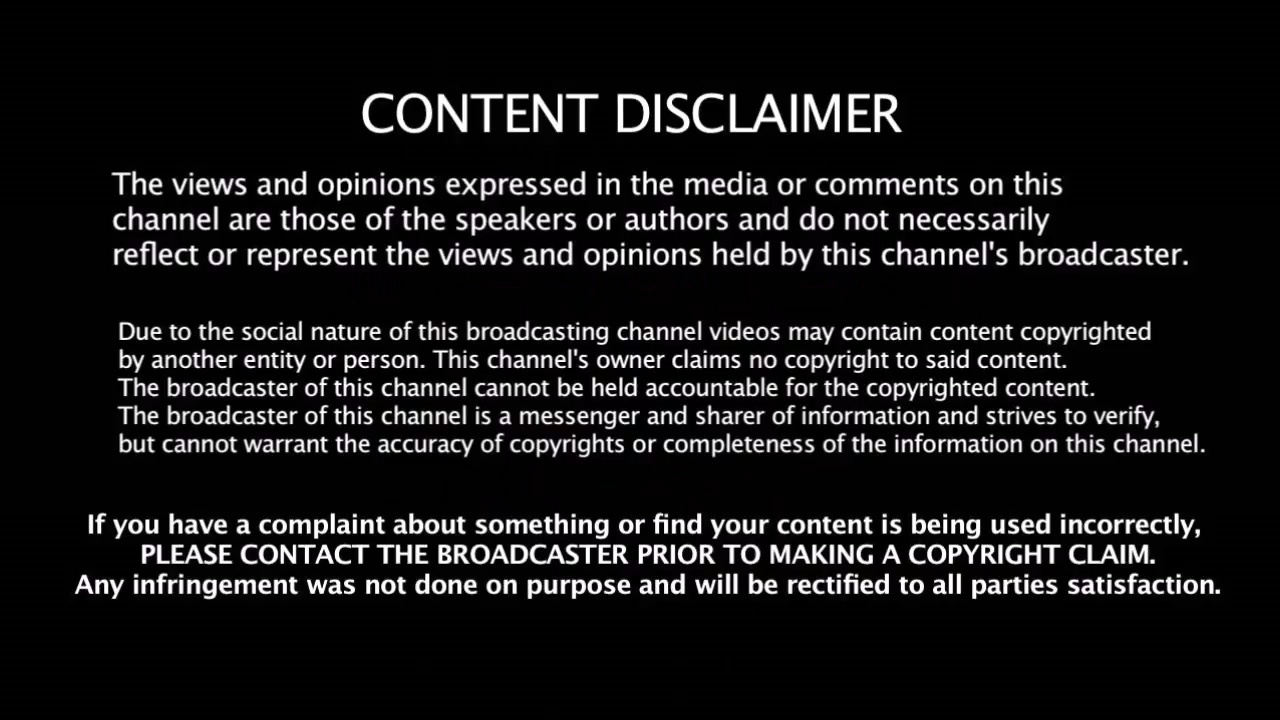 CONTENT DISCLAIMER
The views and opinions expressed in the media or comments on this
channel are those of the speakers or authors and do not necessarily
reflect or represent the views and opinions held by this channel's broadcaster.
Due to the social nature of this broadcasting channel videos may contain content copyrighted
by another entity or person. This channel's owner claims no copyright to said content.
The broadcaster of this channel cannot be held accountable for the copyrighted content.
The broadcaster of this channel is a messenger and sharer of information and strives to verify,
but cannot warrant the accuracy of copyrights or completeness of the information on this channel.
If you have a complaint about something or find your content is being used incorrectly,
PLEASE CONTACT THE BROADCASTER PRIOR TO MAKING A COPYRIGHT CLAIM.
Any infringement was not done on purpose and will be rectified to all parties satisfaction.